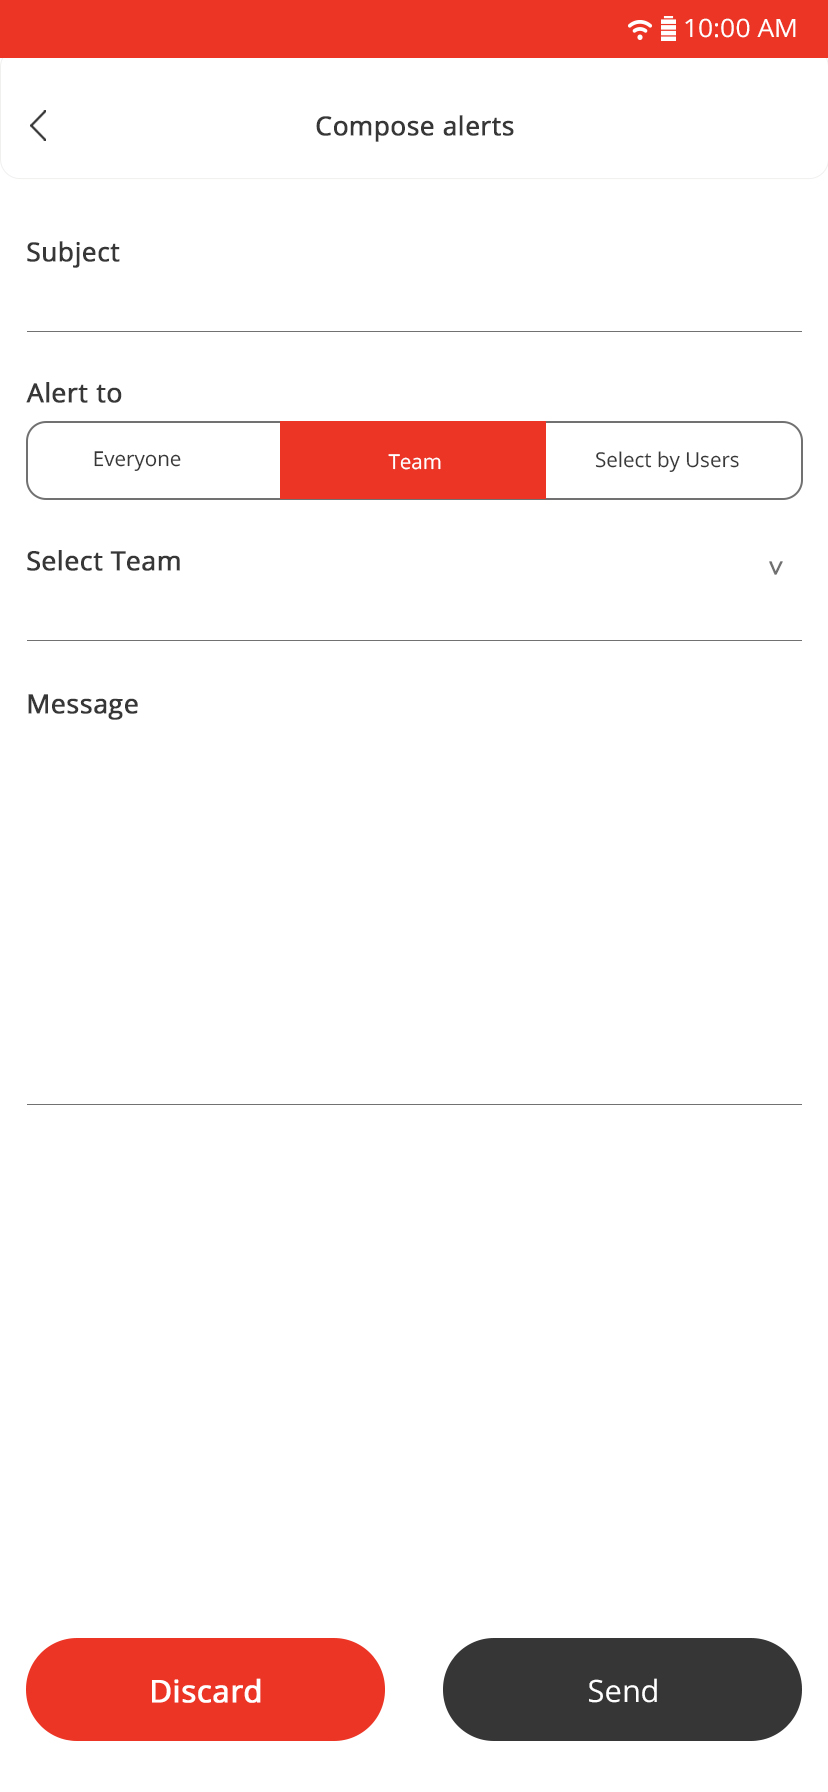 10:00 AM
Compose alerts
Subject
Alert to
Everyone Team Select by Users
Select Team
Message
Discard Send